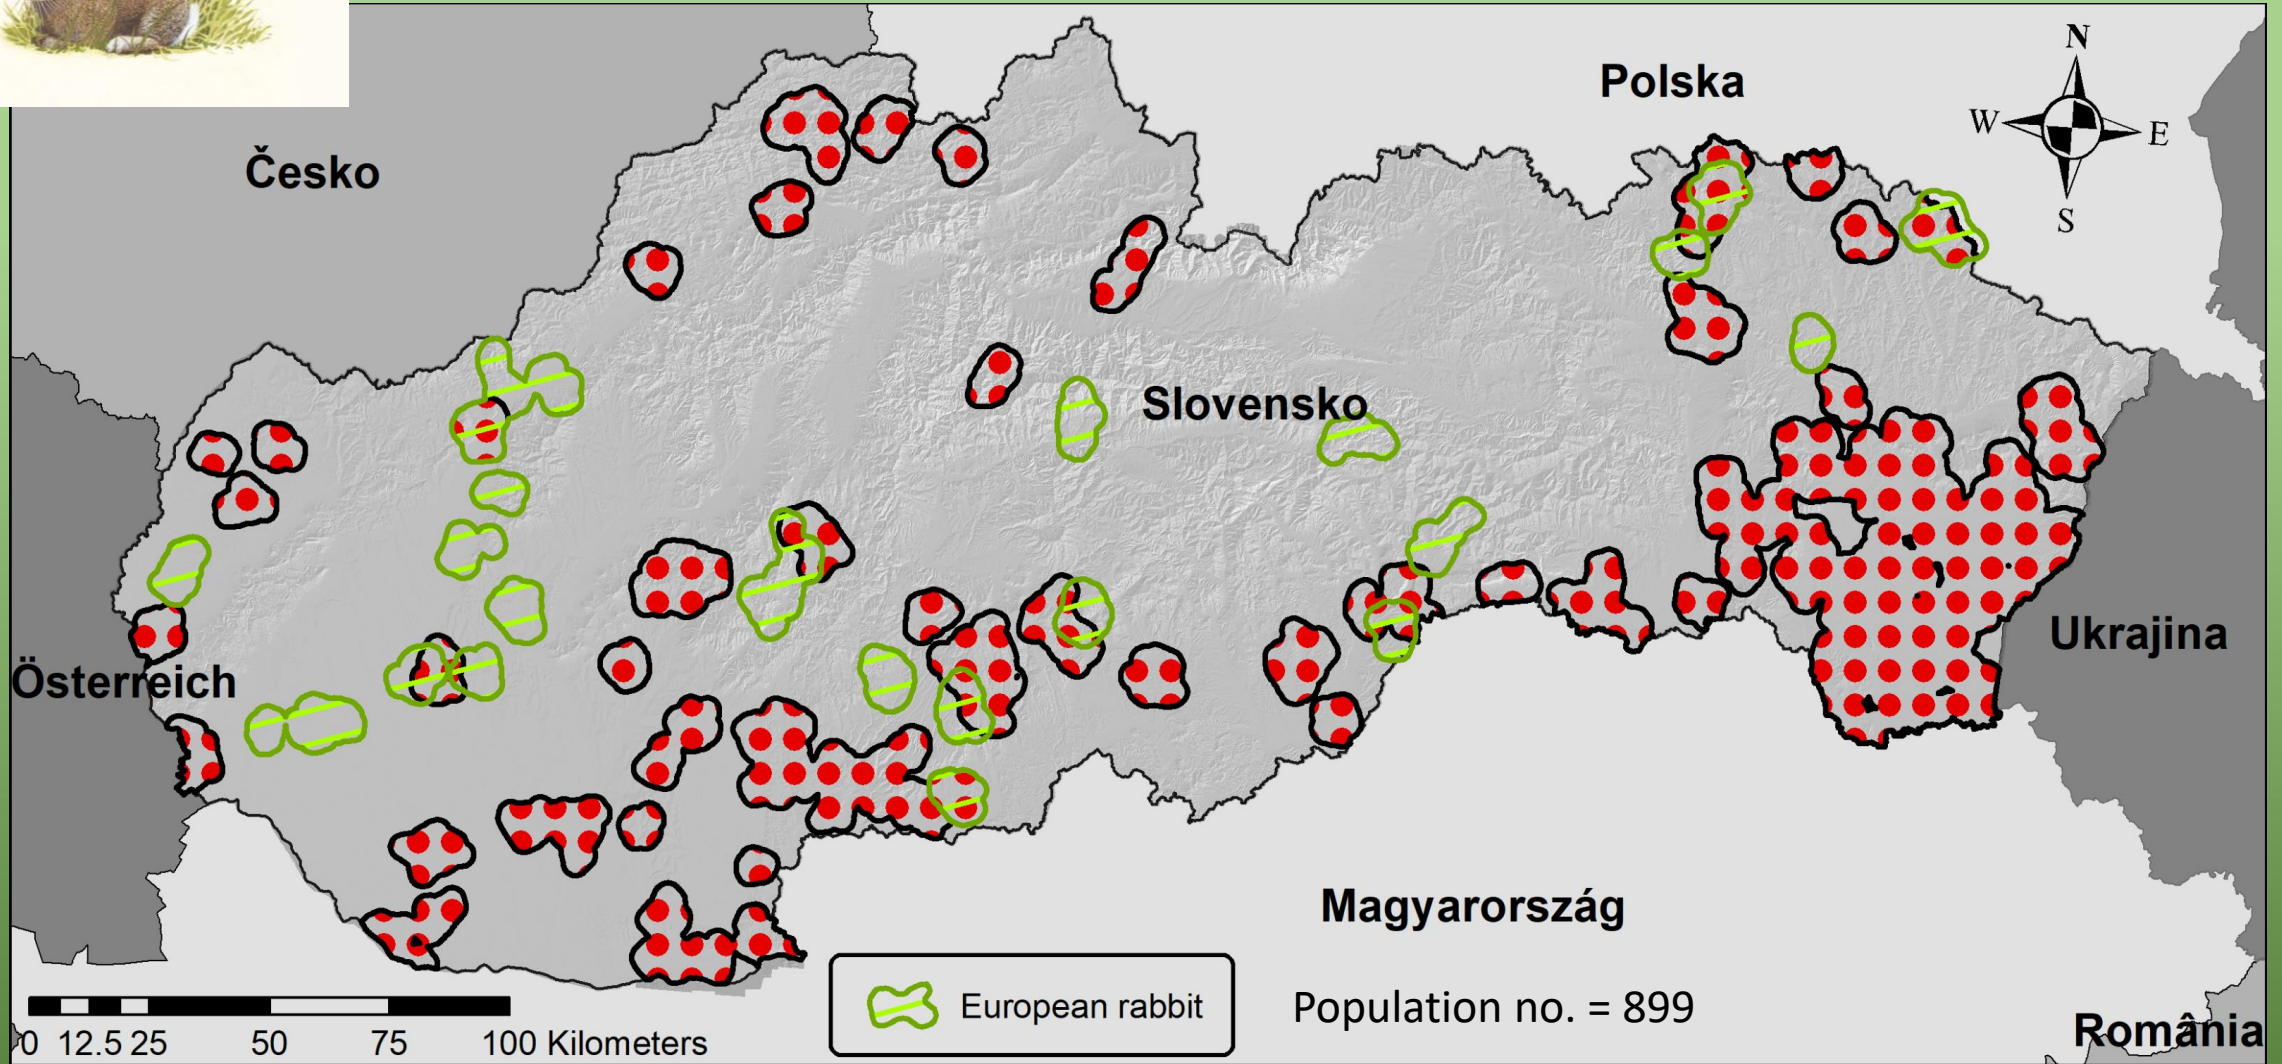 Česko
Polska
N
W
E
S
Slovensko
Österreich
Ukrajina
Magyarország
România
0 12.5 25 50 75 100 Kilometers
European rabbit
Population no. = 899